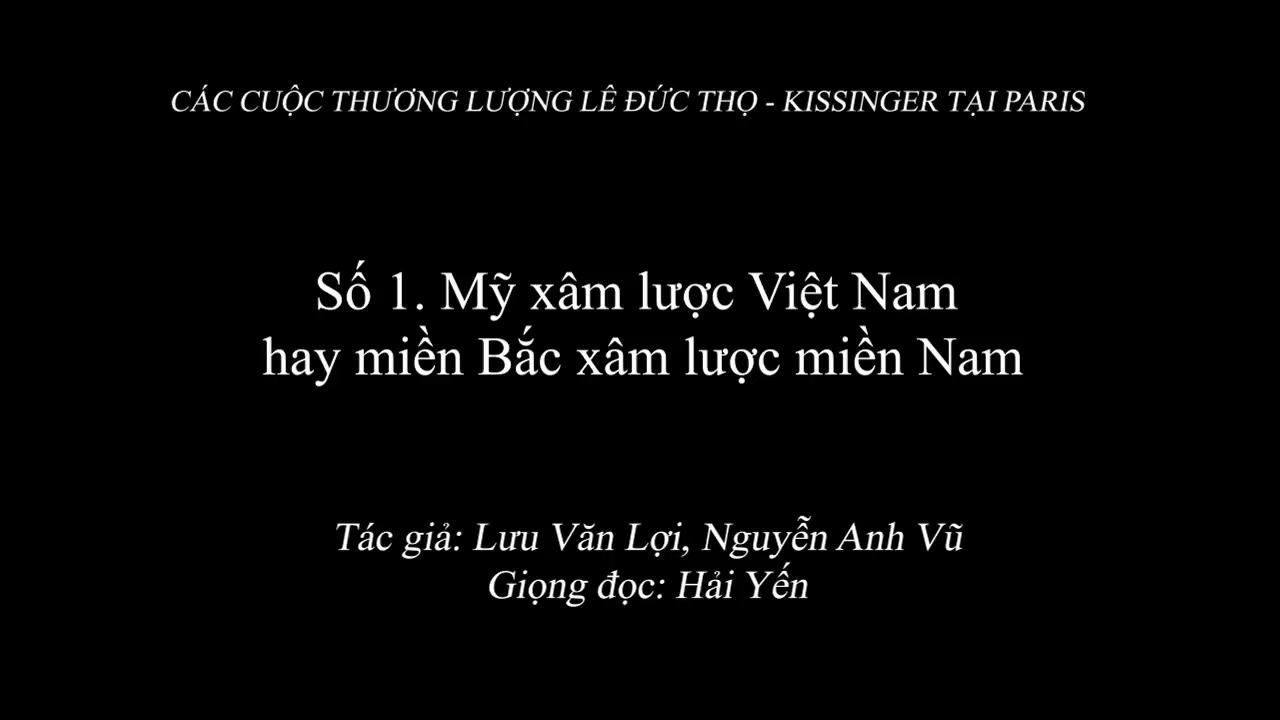 CÁC CUỘC THƯƠNG LƯỢNG LÊ ĐỨC THỌ - KISSINGER TẠI PARIS
Số 1. Mỹ xâm lược Việt Nam
hay miền Bắc xâm lược miền Nam
Tác giả: Lưu Văn Lợi, Nguyễn Anh Vũ
Giọng đọc: Hải Yến